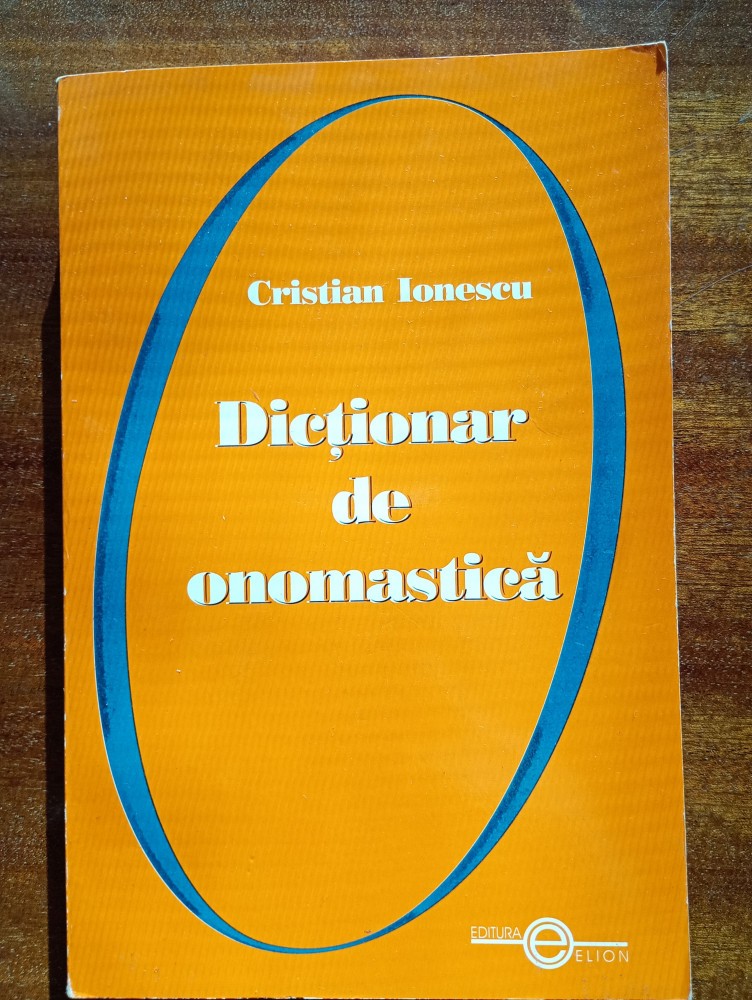 Cristian Ionescu
Dicționar
de
onomastică
EDITURA
e
ELION